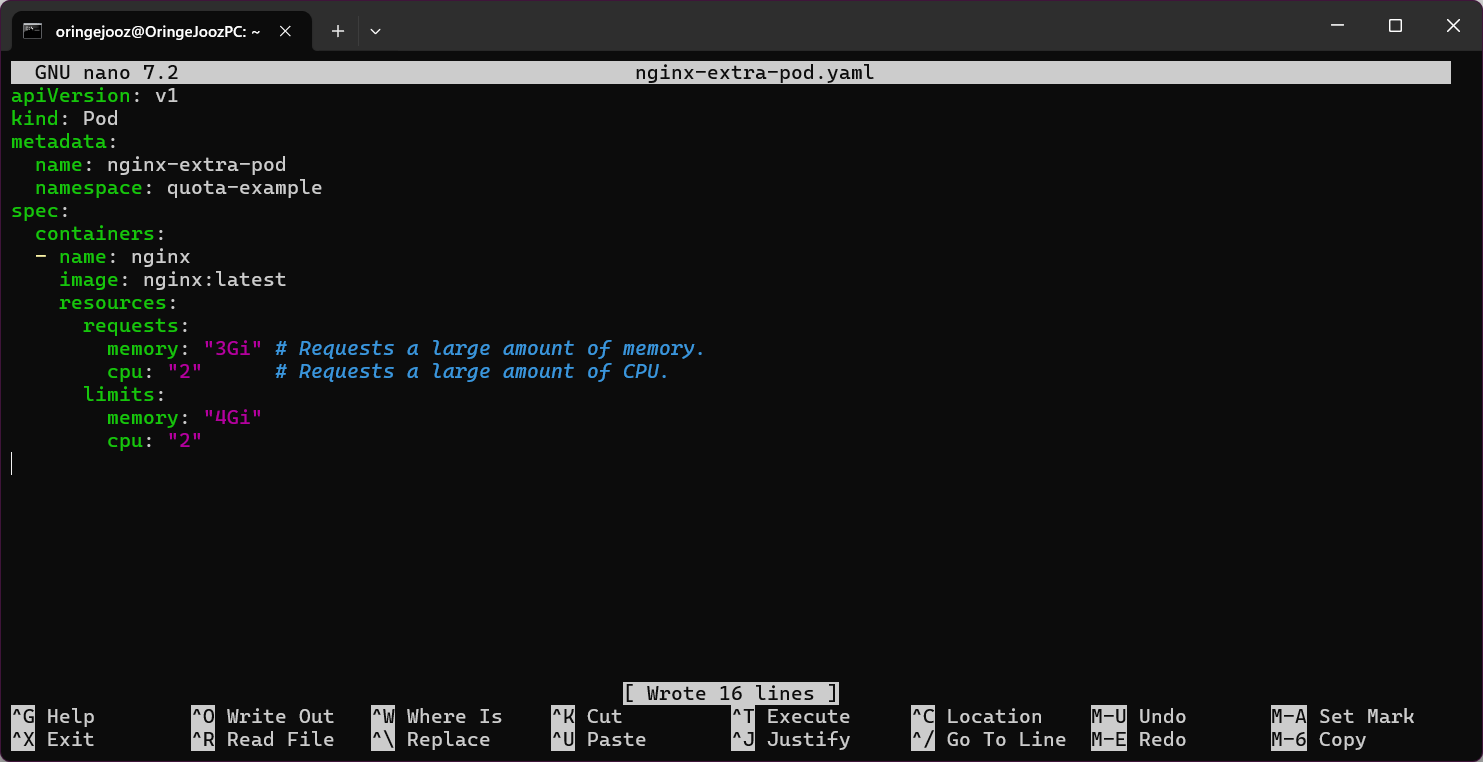 oringejooz@OringeJoozPC: ~
GNU nano 7.2 nginx-extra-pod.yaml
apiVersion: v1
kind: Pod
metadata:
  name: nginx-extra-pod
  namespace: quota-example
spec:
  containers:
  - name: nginx
    image: nginx:latest
    resources:
      requests:
        memory: "3Gi" # Requests a large amount of memory.
        cpu: "2"      # Requests a large amount of CPU.
      limits:
        memory: "4Gi"
        cpu: "2"
[ Wrote 16 lines ]
^G Help ^O Write Out ^W Where Is ^K Cut ^T Execute ^C Location M-U Undo M-A Set Mark
^X Exit ^R Read File ^\ Replace ^U Paste ^J Justify ^/ Go To Line M-E Redo M-6 Copy